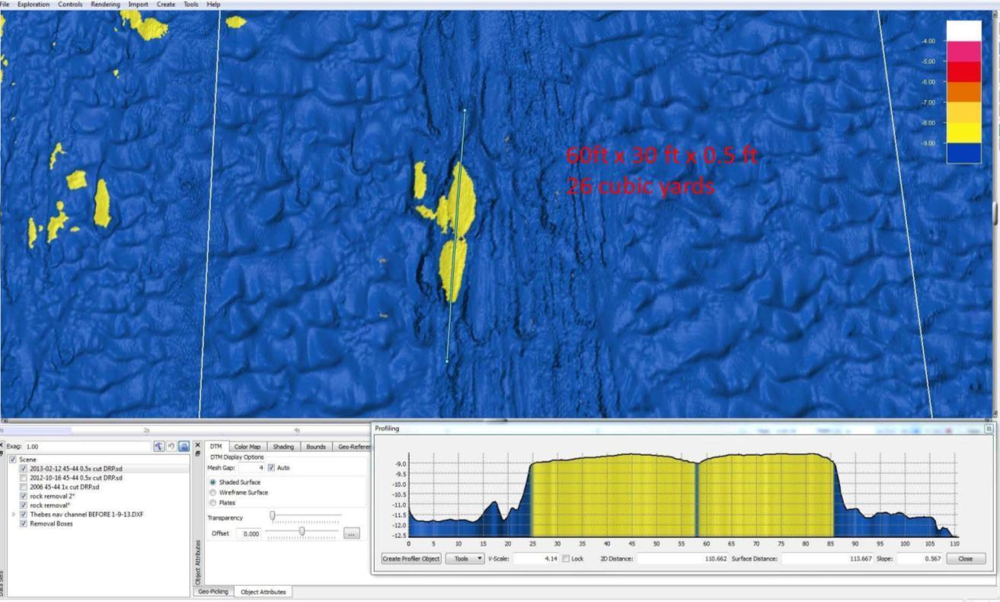 File Exploration Controls Rendering Import Create Tools Help
-4.00
-5.00
-6.00
-7.00
-8.00
-9.00
60ft x 30 ft x 0.5 ft
26 cubic yards
2s
4s
Exag: 1.00
Scene
2013-02-12 45-44 0.5x cut DRP.sd
2012-10-16 45-44 0.5x cut DRP.sd
2006 45-44 1x cut DRP.sd
rock removal 2*
rock removal*
Thebes nav channel BEFORE 1-9-13.DXF
Removal Boxes
Data Sets
Object Attributes
DTM Color Map Shading Bounds Geo-Referen
DTM Display Options
Mesh Gap: 4 Auto
Shaded Surface
Wireframe Surface
Plates
Transparency
Offset 0.000 ...
Geo-Picking Object Attributes
Profiling
-9.0
-9.5
-10.0
-10.5
-11.0
-11.5
-12.0
-12.5
0 5 10 15 20 25 30 35 40 45 50 55 60 65 70 75 80 85 90 95 100 105 110
Create Profiler Object Tools V-Scale: 4.14 Lock 2D Distance: 110.662 Surface Distance: 113.667 Slope: 0.567 Close